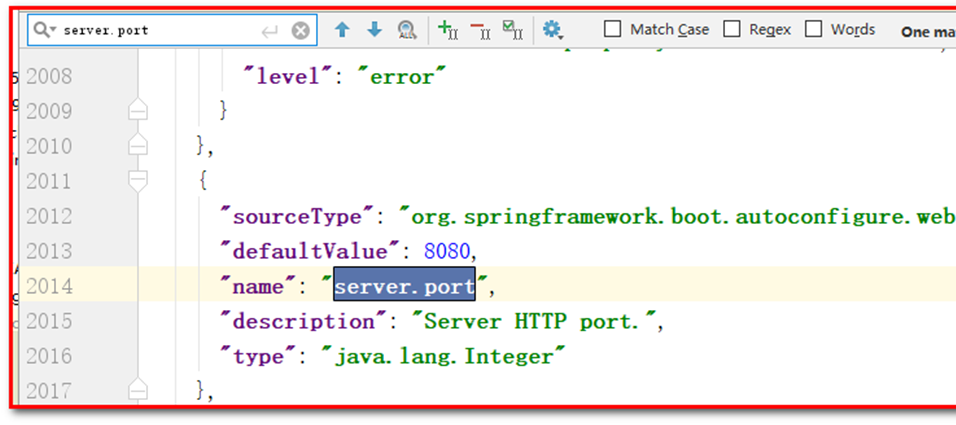 server.port
Match Case Regex Words One ma
2008 "level": "error"
2009 }
2010 },
2011 {
2012 "sourceType": "org.springframework.boot.autoconfigure.web
2013 "defaultValue": 8080,
2014 "name": "server.port",
2015 "description": "Server HTTP port.",
2016 "type": "java.lang.Integer"
2017 },